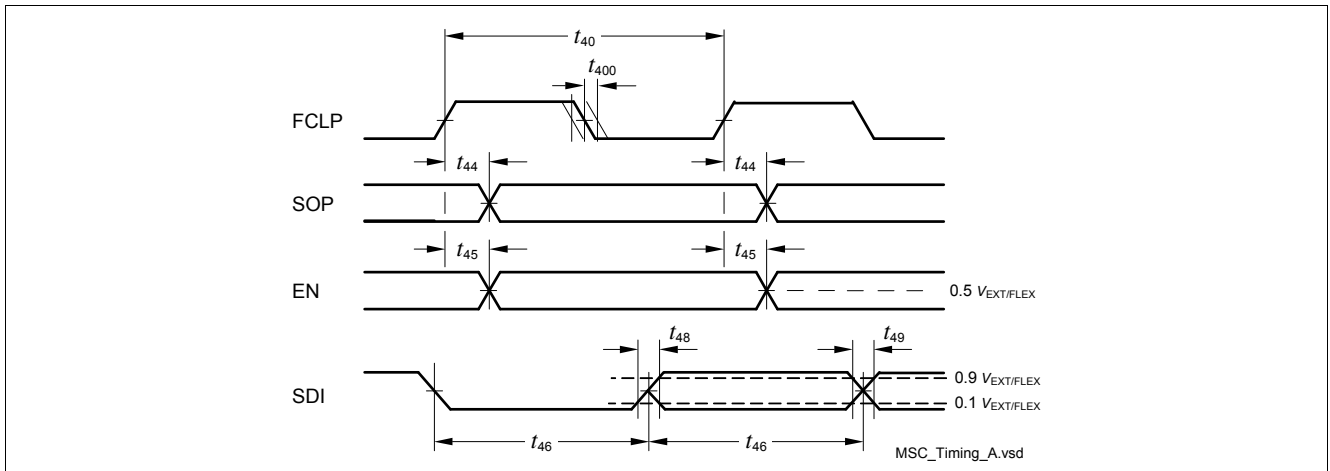 t40
t400
FCLP
t44 t44
SOP
t45 t45
EN
0.5 VEXT/FLEX
t48 t49
0.9 VEXT/FLEX
SDI
0.1 VEXT/FLEX
t46 t46
MSC_Timing_A.vsd